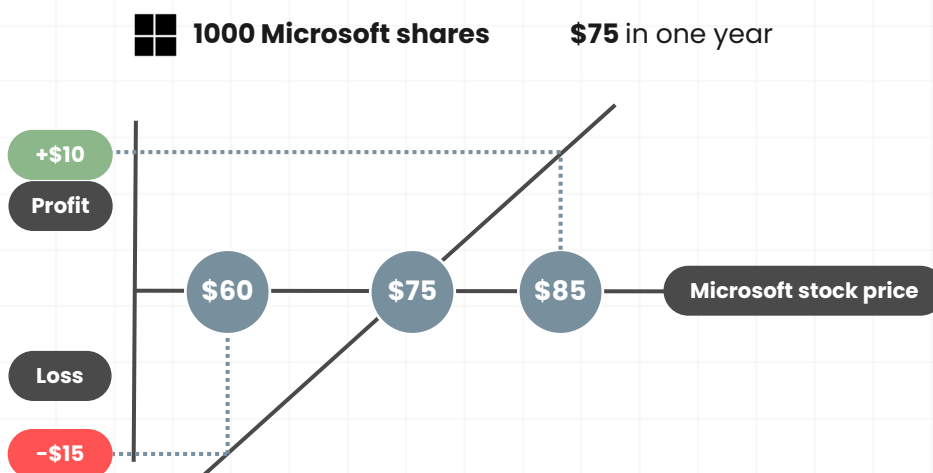 1000 Microsoft shares
$75 in one year
+$10
Profit
$60
$75
$85
Microsoft stock price
Loss
-$15